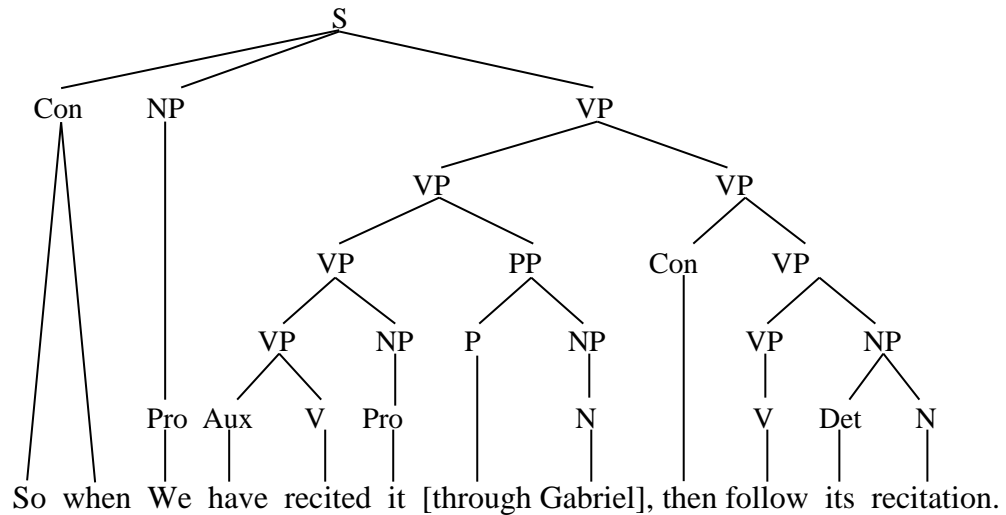 S
Con NP VP
VP VP
VP PP Con VP
VP NP P NP VP NP
Pro Aux V Pro N V Det N
So when We have recited it [through Gabriel], then follow its recitation.